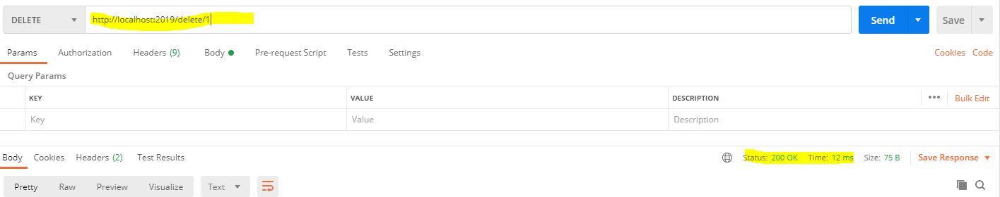 DELETE http://localhost:2019/delete/1 Send Save
Params Authorization Headers (9) Body Pre-request Script Tests Settings Cookies Code
Query Params
KEY VALUE DESCRIPTION ••• Bulk Edit
Key Value Description
Body Cookies Headers (2) Test Results Status: 200 OK Time: 12 ms Size: 75 B Save Response
Pretty Raw Preview Visualize Text